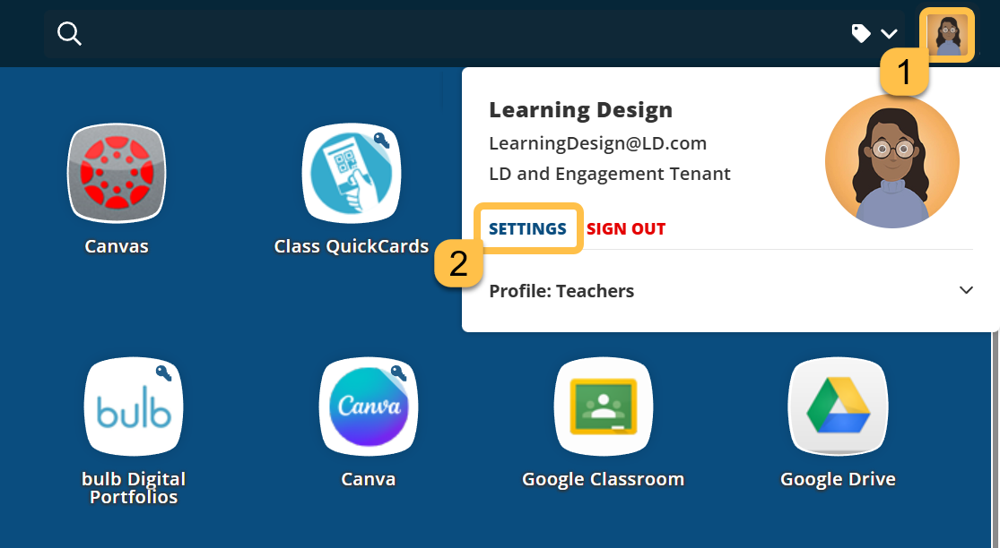 1
Learning Design
LearningDesign@LD.com
LD and Engagement Tenant
SETTINGS SIGN OUT
2
Profile: Teachers
Canvas
Class QuickCards
bulb
Canva
bulb Digital
Portfolios
Canva
Google Classroom
Google Drive